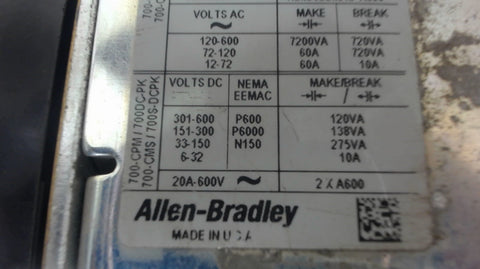 VOLTS AC MAKE BREAK
120-600 7200VA 720VA
72-120 60A 720VA
12-72 60A 10A
700-CPM / 700DC-PK
700-CMS / 700S-DCPK
VOLTS DC NEMA EEMAC MAKE/BREAK
301-600 P600 120VA
151-300 P6000 138VA
33-150 N150 275VA
6-32 10A
20A-600V 2 X A600
Allen-Bradley
MADE IN U.S.A